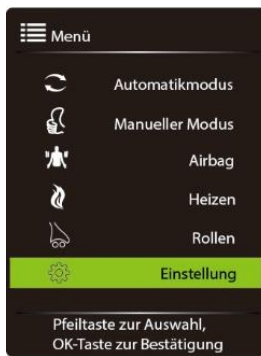 Menü
Automatikmodus
Manueller Modus
Airbag
Heizen
Rollen
Einstellung
Pfeiltaste zur Auswahl,
OK-Taste zur Bestätigung